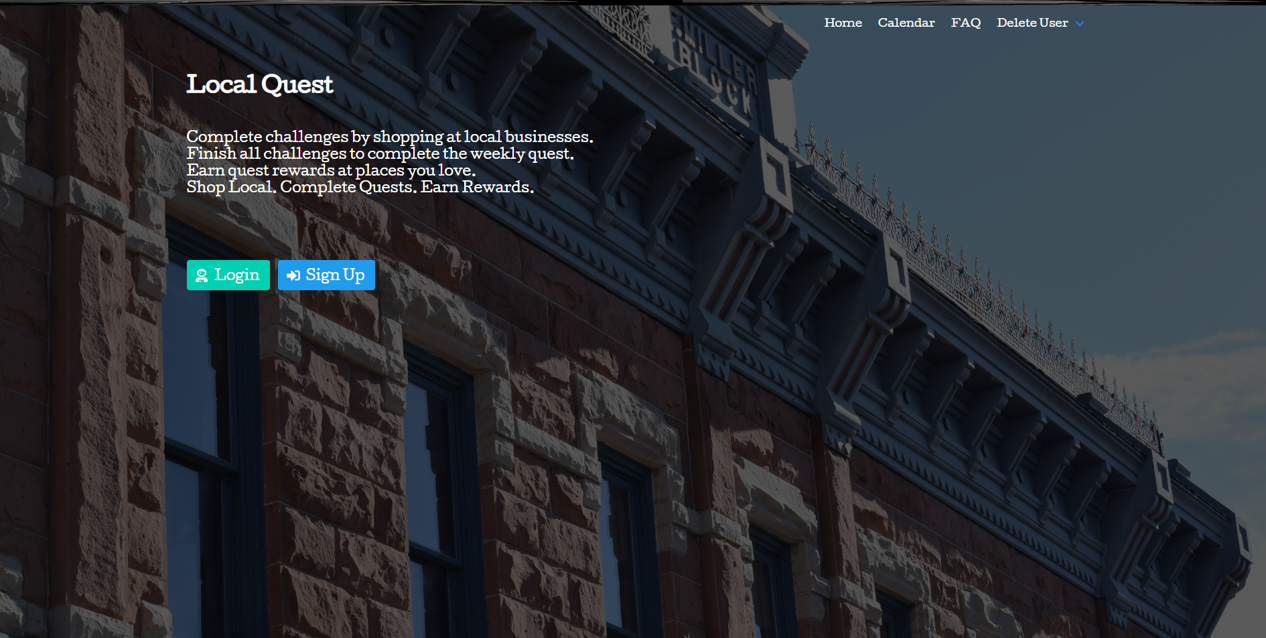 Home Calendar FAQ Delete User
MILLER
BLOCK
Local Quest
Complete challenges by shopping at local businesses.
Finish all challenges to complete the weekly quest.
Earn quest rewards at places you love.
Shop Local. Complete Quests. Earn Rewards.
Login Sign Up